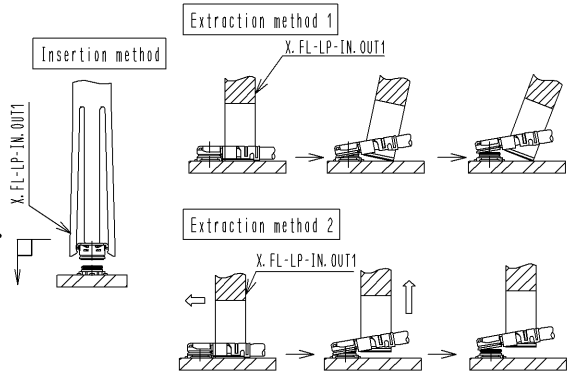 Extraction method 1
X.FL-LP-IN.OUT1
Insertion method
X.FL-LP-IN.OUT1
Extraction method 2
X.FL-LP-IN.OUT1